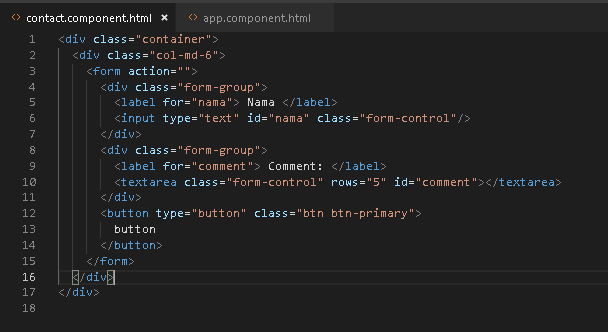 contact.component.html app.component.html
1 <div class="container">
2 <div class="col-md-6">
3 <form action="">
4 <div class="form-group">
5 <label for="nama"> Nama </label>
6 <input type="text" id="nama" class="form-control"/>
7 </div>
8 <div class="form-group">
9 <label for="comment"> Comment: </label>
10 <textarea class="form-control" rows="5" id="comment"></textarea>
11 </div>
12 <button type="button" class="btn btn-primary">
13 button
14 </button>
15 </form>
16 </div>
17 </div>
18